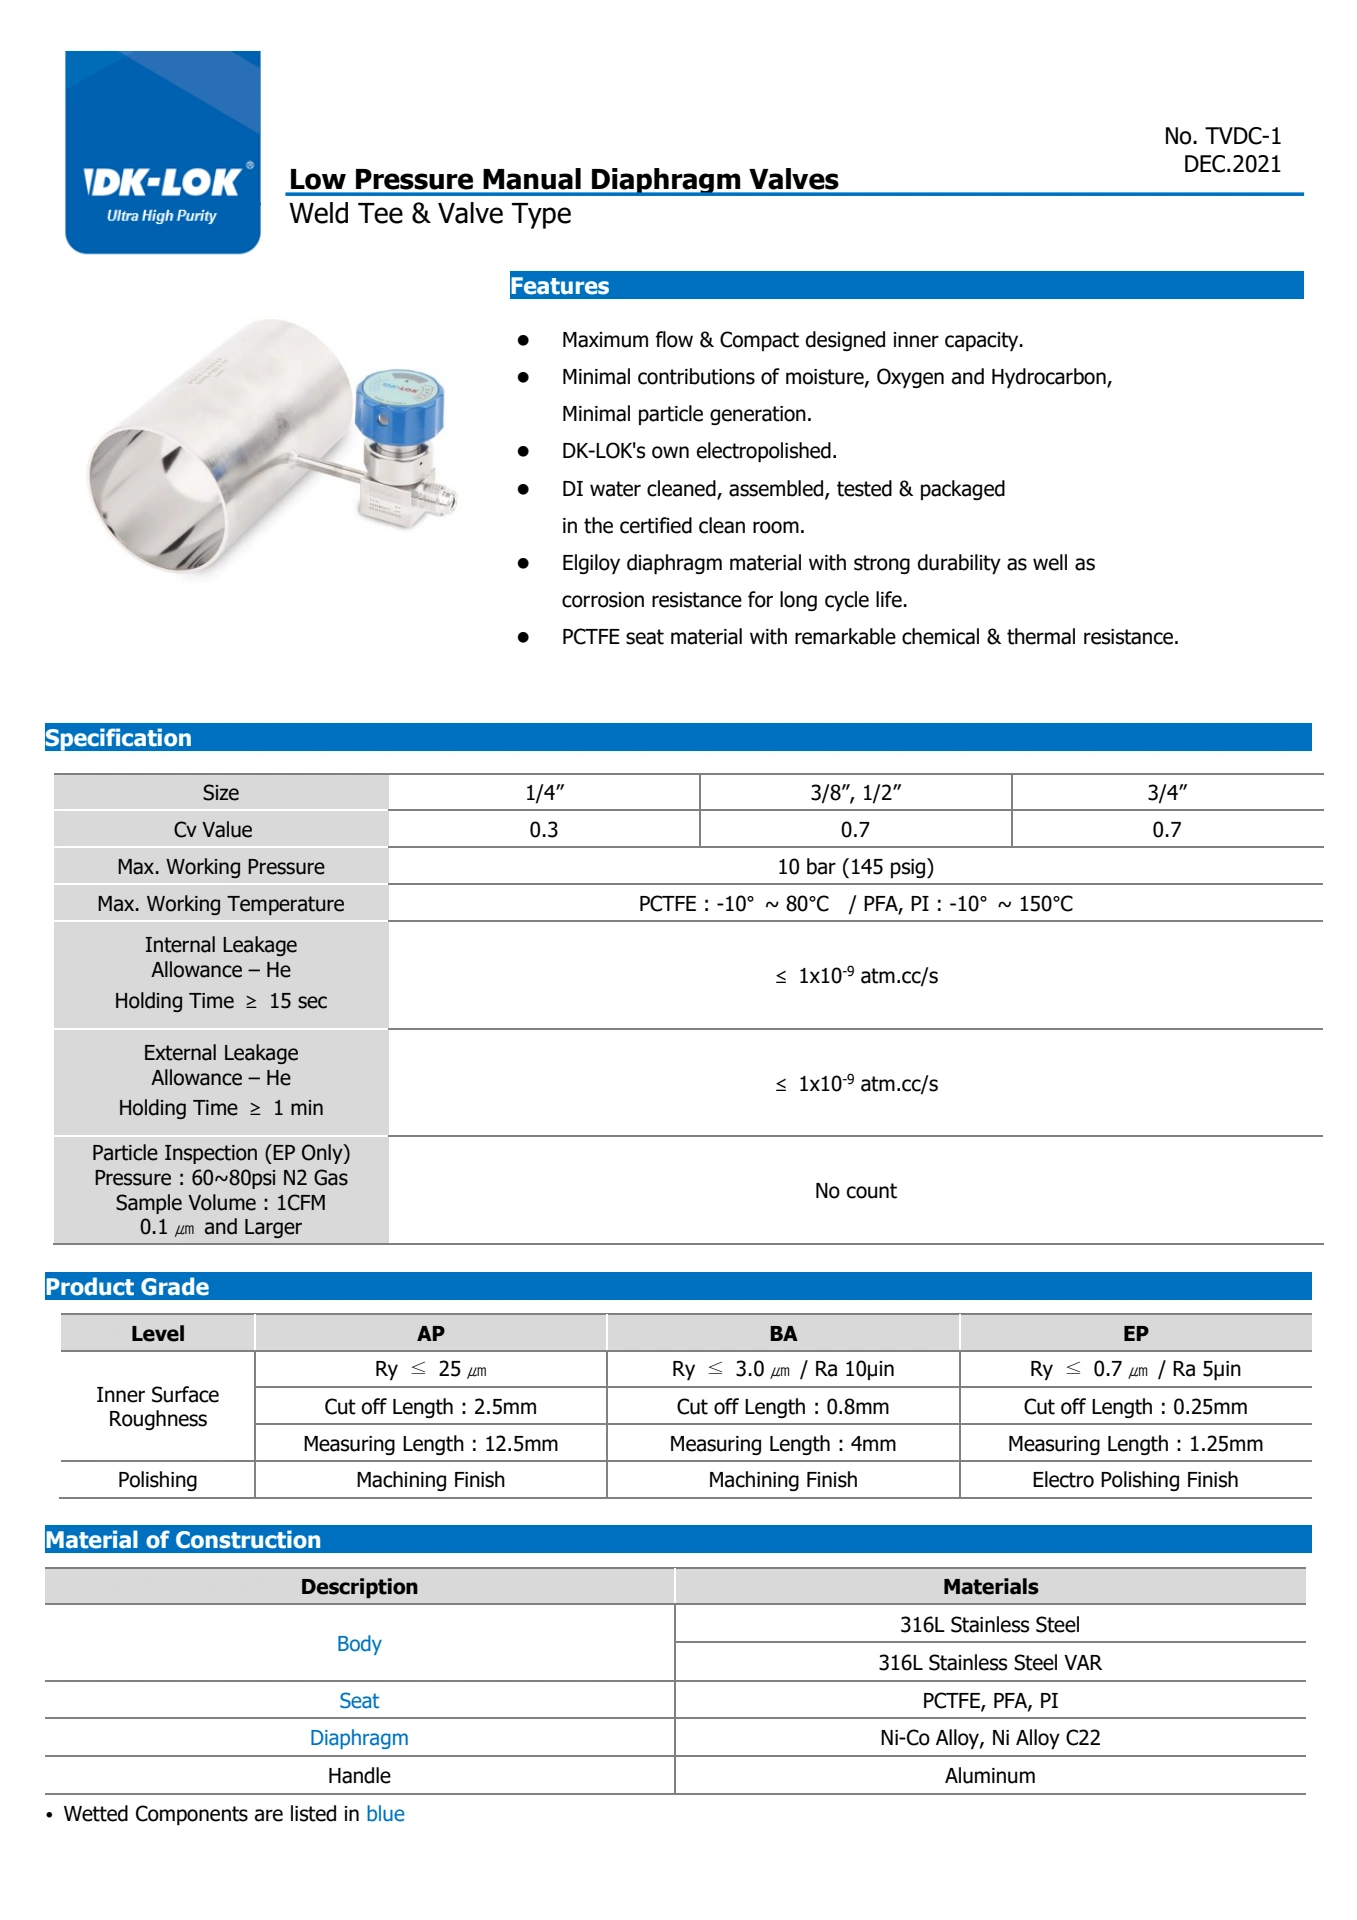 DK-LOK®
Ultra High Purity
No. TVDC-1
DEC.2021
Low Pressure Manual Diaphragm Valves
Weld Tee & Valve Type
Features
● Maximum flow & Compact designed inner capacity.
● Minimal contributions of moisture, Oxygen and Hydrocarbon,
Minimal particle generation.
● DK-LOK's own electropolished.
● DI water cleaned, assembled, tested & packaged
in the certified clean room.
● Elgiloy diaphragm material with strong durability as well as
corrosion resistance for long cycle life.
● PCTFE seat material with remarkable chemical & thermal resistance.
DK-LOK
Specification
Size 1/4” 3/8”, 1/2” 3/4”
Cv Value 0.3 0.7 0.7
Max. Working Pressure 10 bar (145 psig)
Max. Working Temperature PCTFE : -10° ~ 80°C / PFA, PI : -10° ~ 150°C
Internal Leakage
Allowance – He
Holding Time ≥ 15 sec
≤ 1x10⁻⁹ atm.cc/s
External Leakage
Allowance – He
Holding Time ≥ 1 min
≤ 1x10⁻⁹ atm.cc/s
Particle Inspection (EP Only)
Pressure : 60~80psi N2 Gas
Sample Volume : 1CFM
0.1 ㎛ and Larger
No count
Product Grade
Level AP BA EP
Inner Surface
Roughness
Ry ≤ 25 ㎛ Ry ≤ 3.0 ㎛ / Ra 10μin Ry ≤ 0.7 ㎛ / Ra 5μin
Cut off Length : 2.5mm Cut off Length : 0.8mm Cut off Length : 0.25mm
Measuring Length : 12.5mm Measuring Length : 4mm Measuring Length : 1.25mm
Polishing Machining Finish Machining Finish Electro Polishing Finish
Material of Construction
Description Materials
Body 316L Stainless Steel
316L Stainless Steel VAR
Seat PCTFE, PFA, PI
Diaphragm Ni-Co Alloy, Ni Alloy C22
Handle Aluminum
• Wetted Components are listed in blue